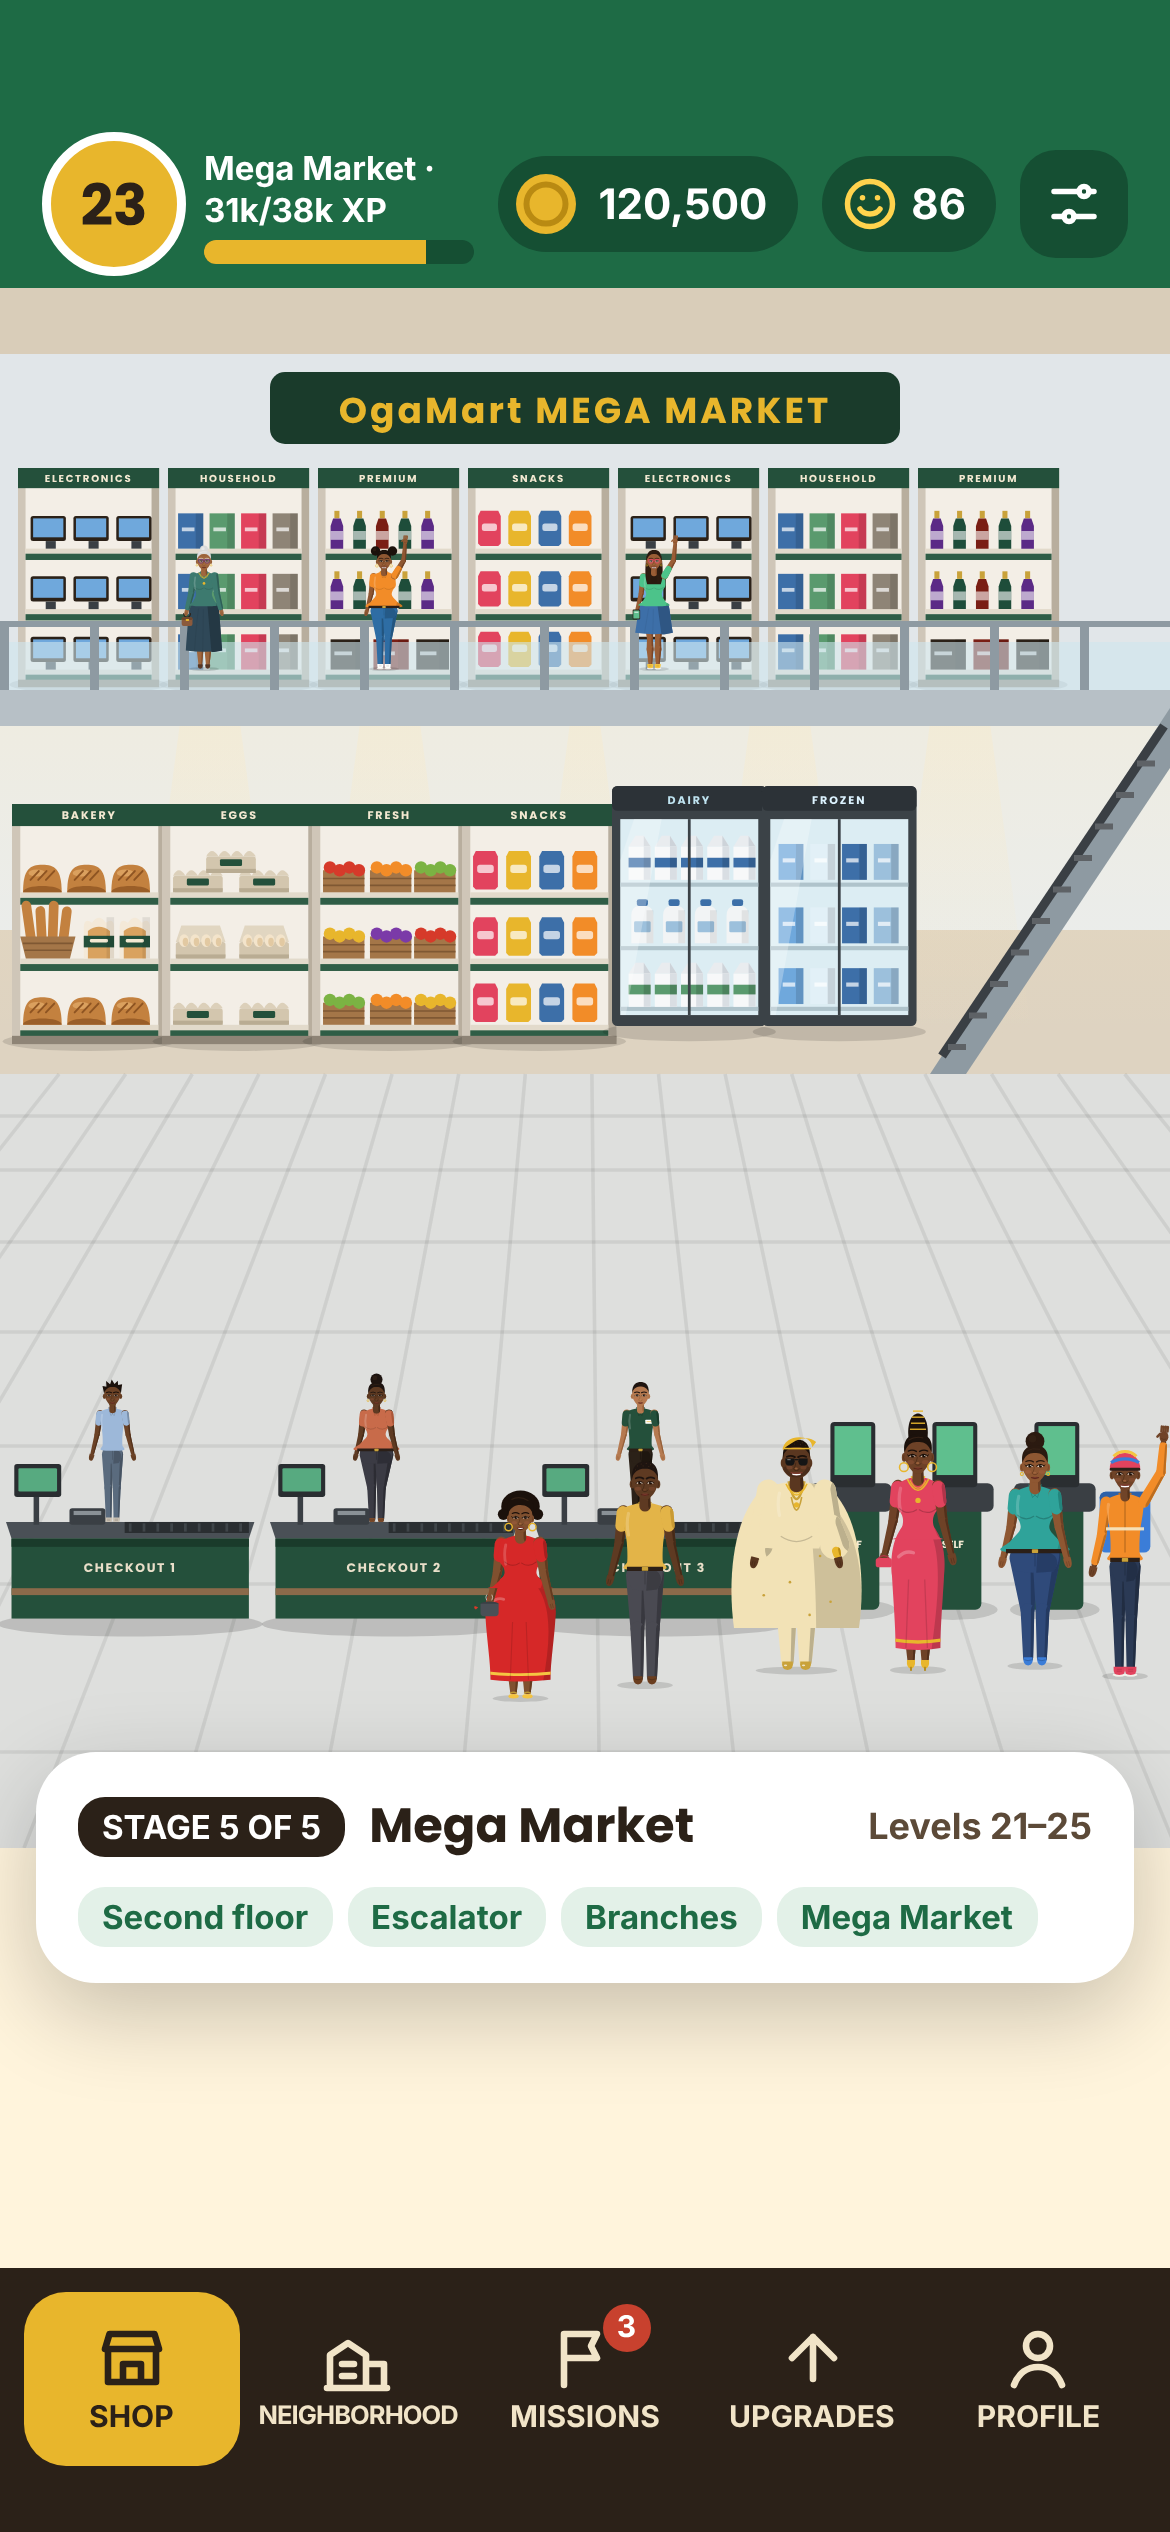 23
Mega Market ·
31k/38k XP
120,500
86
OgaMart MEGA MARKET
ELECTRONICS HOUSEHOLD PREMIUM SNACKS ELECTRONICS HOUSEHOLD PREMIUM
DAIRY FROZEN
BAKERY EGGS FRESH SNACKS
CHECKOUT 1 CHECKOUT 2
STAGE 5 OF 5 Mega Market Levels 21–25
Second floor Escalator Branches Mega Market
3
SHOP NEIGHBORHOOD MISSIONS UPGRADES PROFILE